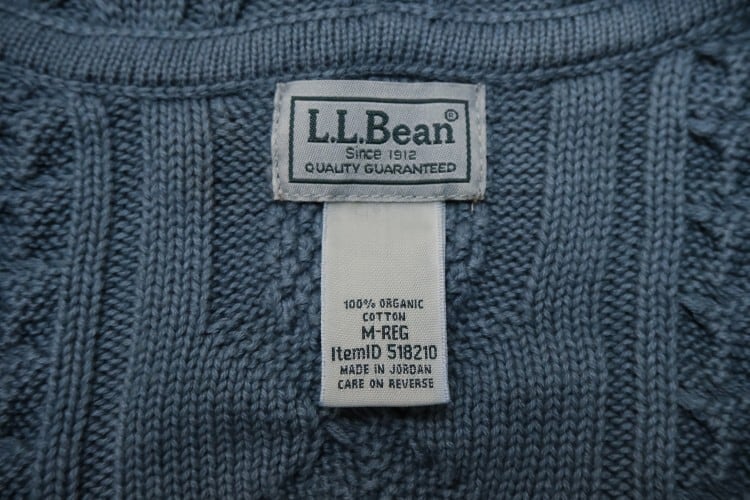 L.L.Bean®
Since 1912
QUALITY GUARANTEED
100% ORGANIC
COTTON
M-REG
ItemID 518210
MADE IN JORDAN
CARE ON REVERSE